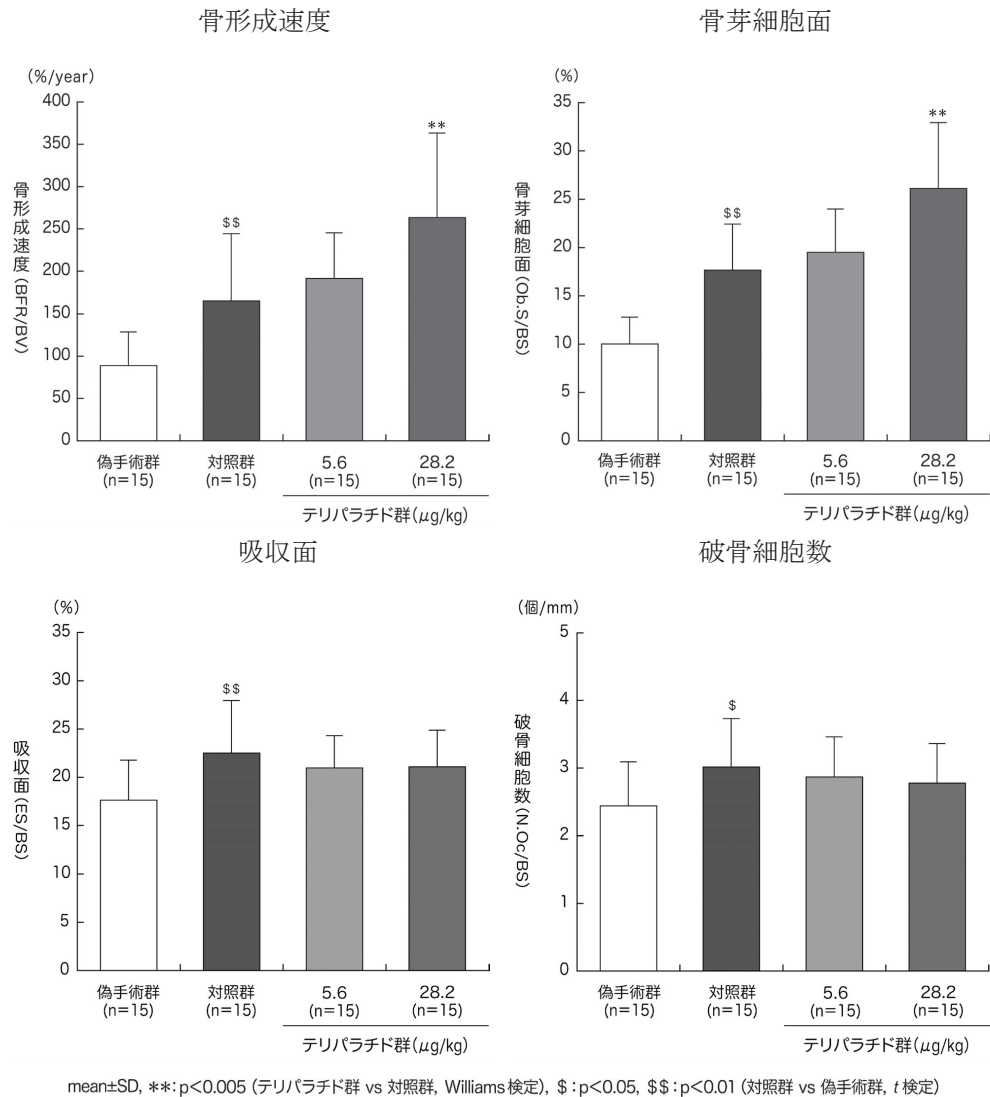 骨形成速度
(%/year)
400
350
300
250
200
150
100
50
0
骨形成速度(BFR/BV)
$$
**
偽手術群
(n=15)
対照群
(n=15)
5.6
(n=15)
28.2
(n=15)
テリパラチド群(μg/kg)
骨芽細胞面
(%)
35
30
25
20
15
10
5
0
骨芽細胞面(Ob.S/BS)
$$
**
偽手術群
(n=15)
対照群
(n=15)
5.6
(n=15)
28.2
(n=15)
テリパラチド群(μg/kg)
吸収面
(%)
35
30
25
20
15
10
5
0
吸収面(ES/BS)
$$
偽手術群
(n=15)
対照群
(n=15)
5.6
(n=15)
28.2
(n=15)
テリパラチド群(μg/kg)
破骨細胞数
(個/mm)
5
4
3
2
1
0
破骨細胞数(N.Oc/BS)
$
偽手術群
(n=15)
対照群
(n=15)
5.6
(n=15)
28.2
(n=15)
テリパラチド群(μg/kg)
mean±SD, **:p<0.005 (テリパラチド群 vs 対照群, Williams検定), $:p<0.05, $$:p<0.01 (対照群 vs 偽手術群, t 検定)